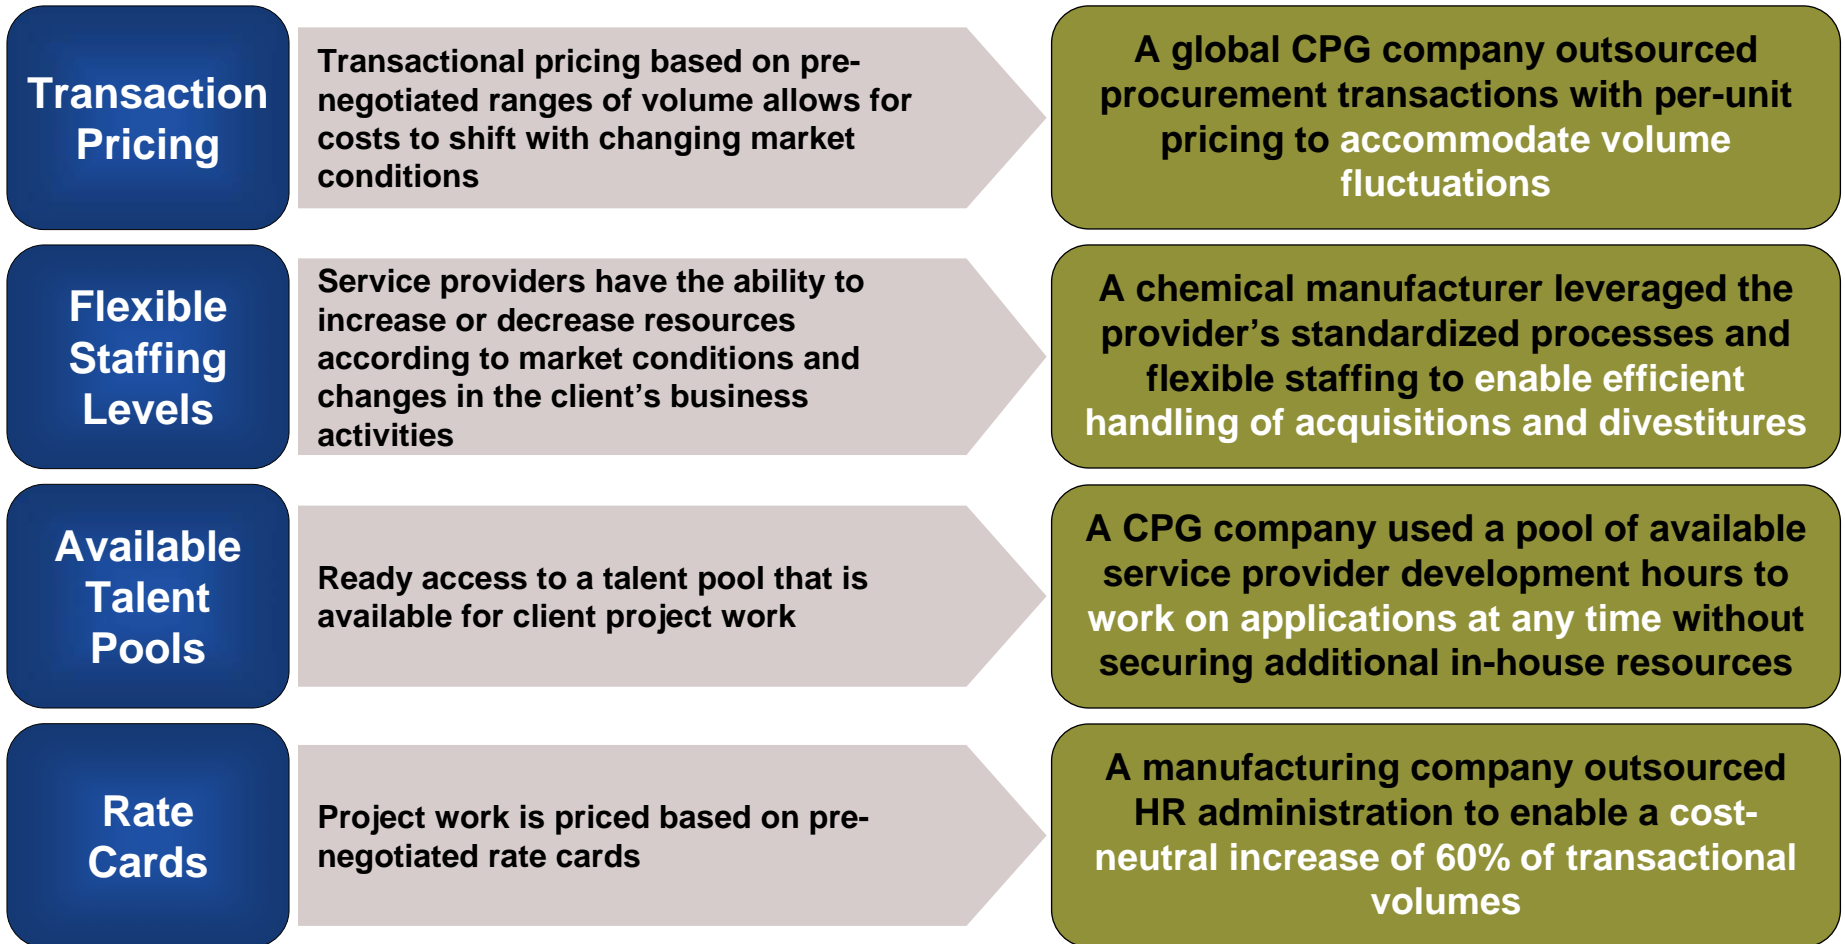 Transaction
Pricing
Transactional pricing based on pre-
negotiated ranges of volume allows for
costs to shift with changing market
conditions
A global CPG company outsourced
procurement transactions with per-unit
pricing to accommodate volume
fluctuations
Flexible
Staffing
Levels
Service providers have the ability to
increase or decrease resources
according to market conditions and
changes in the client’s business
activities
A chemical manufacturer leveraged the
provider’s standardized processes and
flexible staffing to enable efficient
handling of acquisitions and divestitures
Available
Talent
Pools
Ready access to a talent pool that is
available for client project work
A CPG company used a pool of available
service provider development hours to
work on applications at any time without
securing additional in-house resources
Rate
Cards
Project work is priced based on pre-
negotiated rate cards
A manufacturing company outsourced
HR administration to enable a cost-
neutral increase of 60% of transactional
volumes